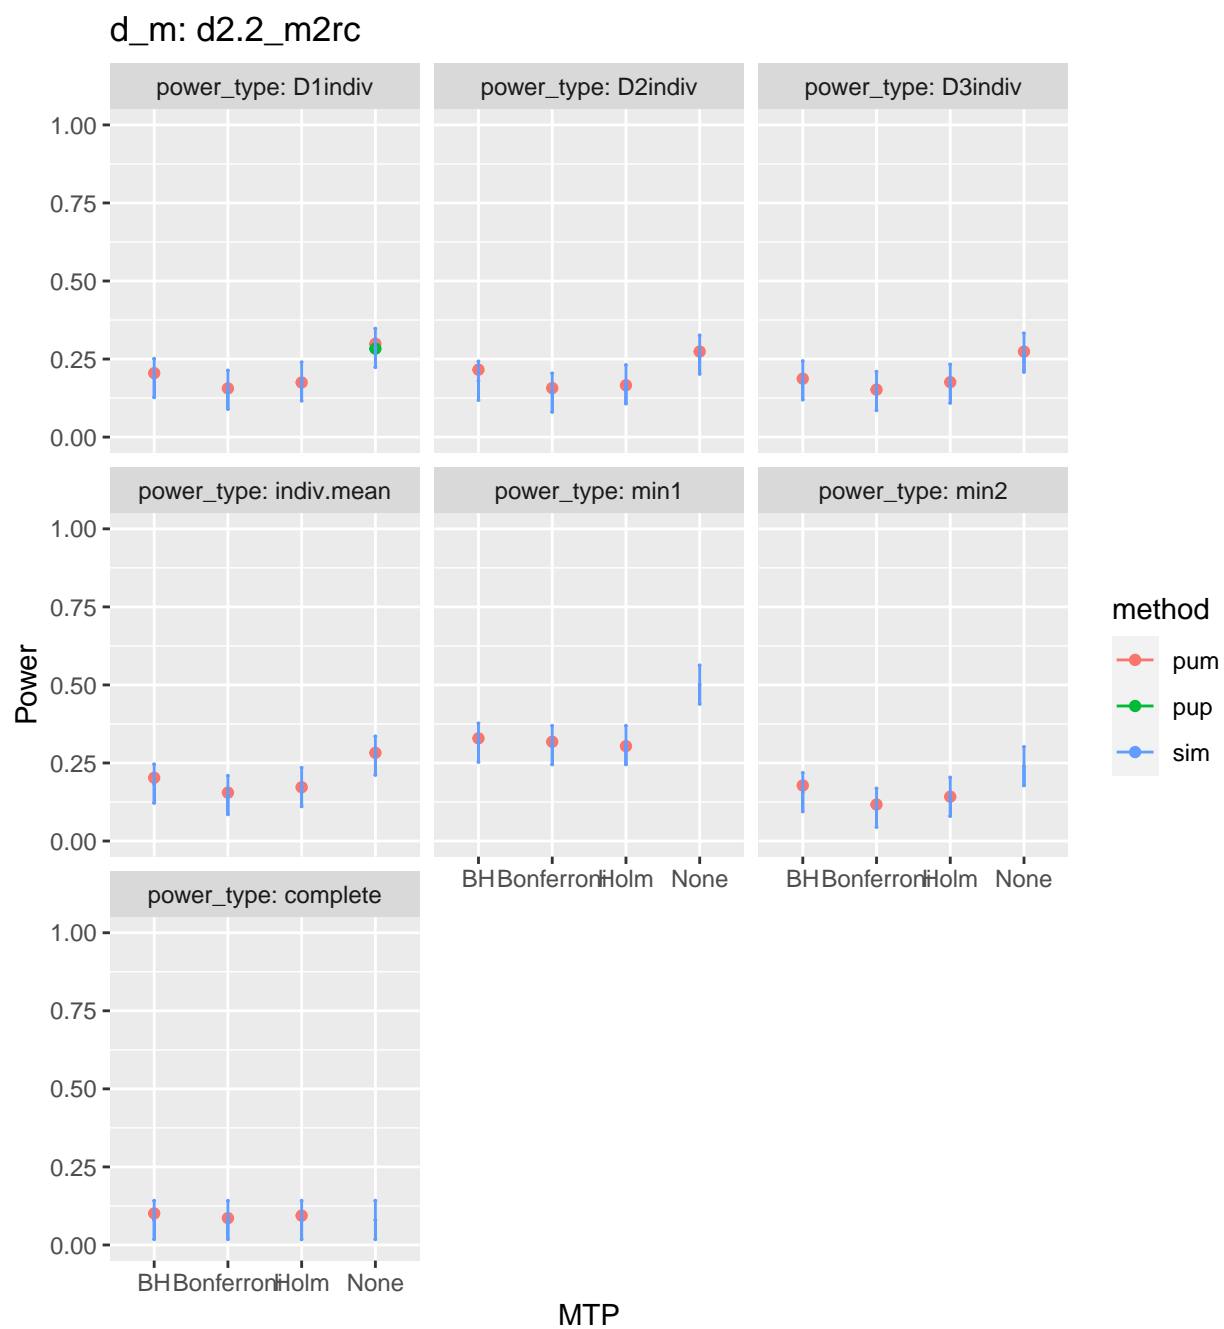 d_m: d2.2_m2rc
power_type: D1indiv
power_type: D2indiv
power_type: D3indiv
1.00
0.75
0.50
0.25
0.00
power_type: indiv.mean
power_type: min1
power_type: min2
1.00
0.75
0.50
0.25
0.00
BH Bonferroni Holm None
BH Bonferroni Holm None
power_type: complete
1.00
0.75
0.50
0.25
0.00
BH Bonferroni Holm None
MTP
Power
method
pum
pup
sim